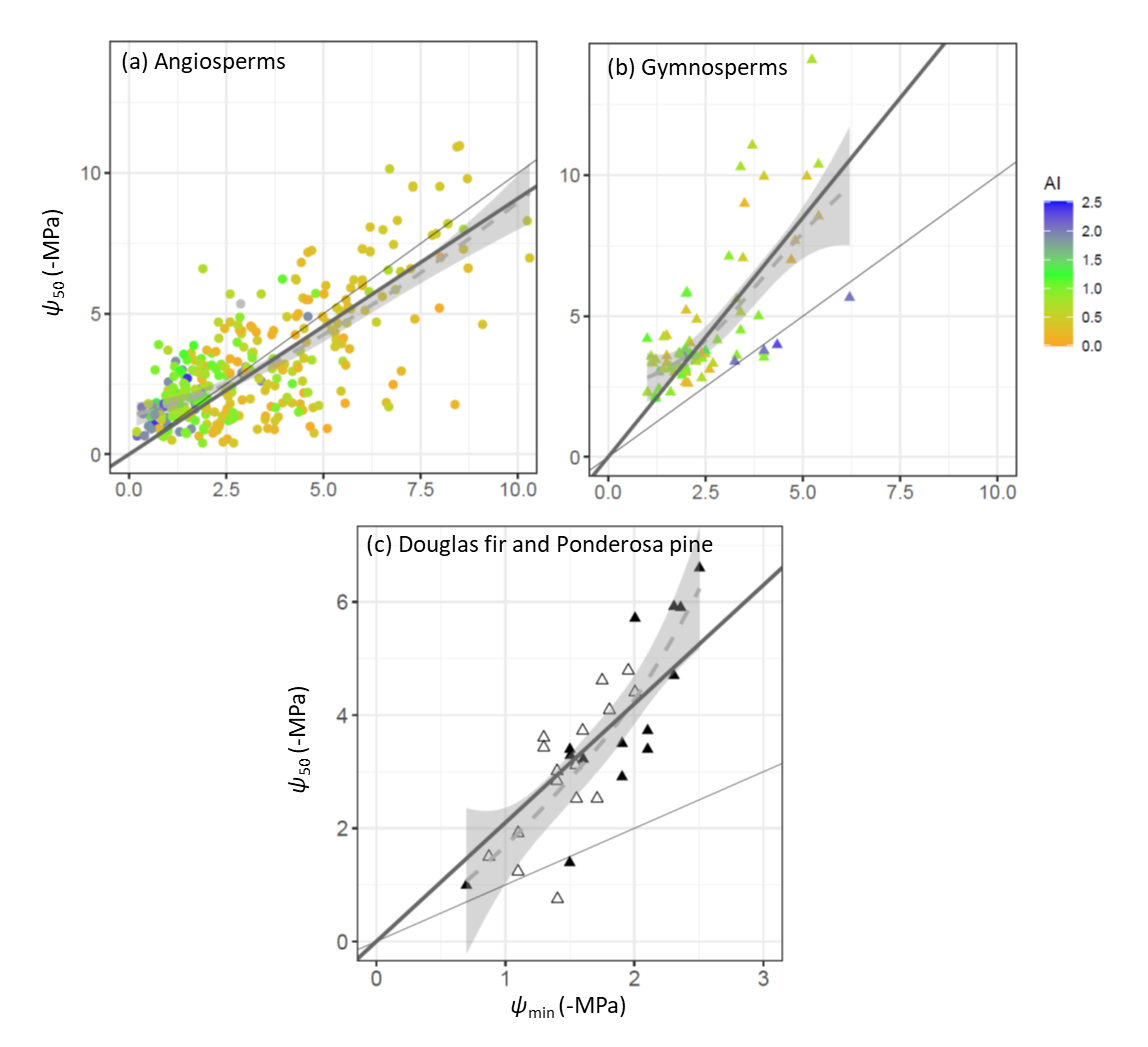 (a) Angiosperms
(b) Gymnosperms
ψ50 (-MPa)
10
5
0
0.0 2.5 5.0 7.5 10.0
10
5
0
0.0 2.5 5.0 7.5 10.0
AI
2.5
2.0
1.5
1.0
0.5
0.0
(c) Douglas fir and Ponderosa pine
ψ50 (-MPa)
6
4
2
0
0 1 2 3
ψmin (-MPa)